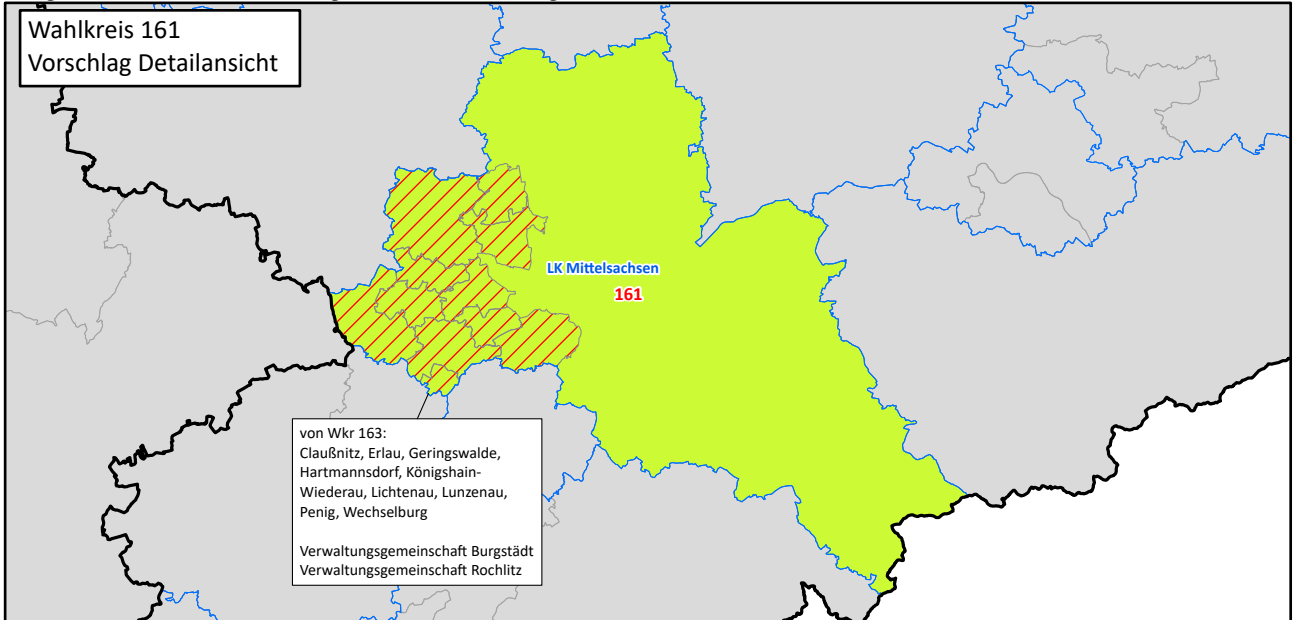 Wahlkreis 161
Vorschlag Detailansicht
LK Mittelsachsen
161
von Wkr 163:
Claußnitz, Erlau, Geringswalde,
Hartmannsdorf, Königshain-
Wiederau, Lichtenau, Lunzenau,
Penig, Wechselburg
Verwaltungsgemeinschaft Burgstädt
Verwaltungsgemeinschaft Rochlitz